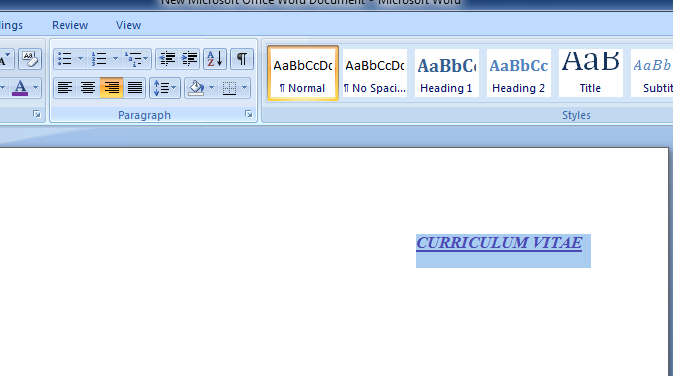 New Microsoft Office Word Document - Microsoft Word
Review View
AaBbCcDc AaBbCcDc AaBbC AaBbCc AaB AaBb
¶ Normal ¶ No Spaci... Heading 1 Heading 2 Title Subtit
Paragraph Styles
CURRICULUM VITAE